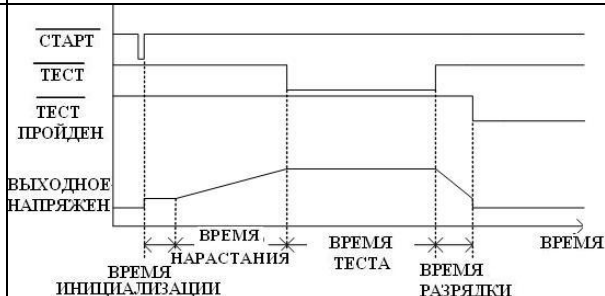 СТАРТ
ТЕСТ
ТЕСТ
ПРОЙДЕН
ВЫХОДНОЕ
НАПРЯЖЕН
ВРЕМЯ
НАРАСТАНИЯ
ВРЕМЯ
ТЕСТА
ВРЕМЯ
ВРЕМЯ
ИНИЦИАЛИЗАЦИИ
ВРЕМЯ
РАЗРЯДКИ